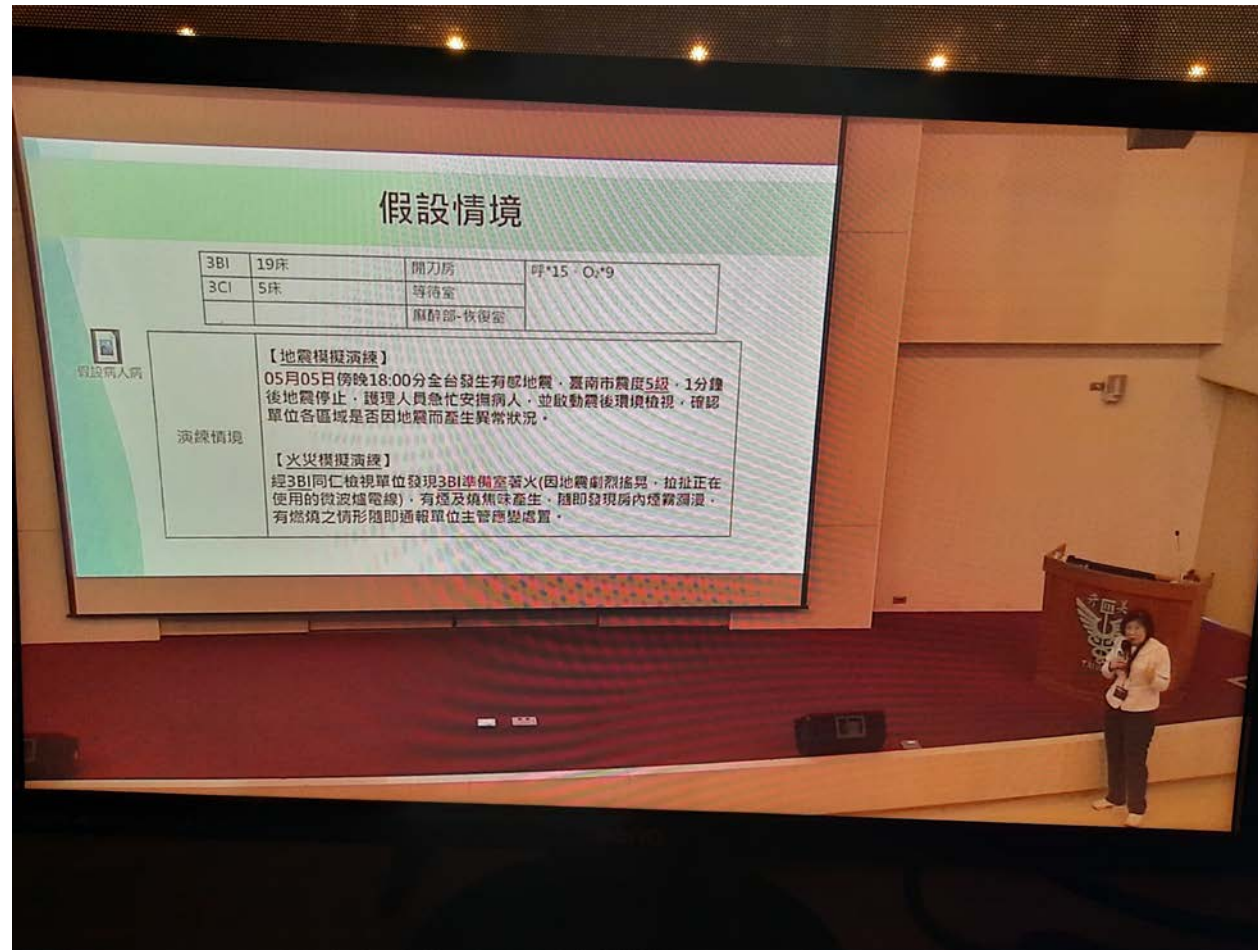 假設情境
3BI 19床 開刀房 呼*15、O₂*9
3CI 5床 等待室
麻醉部-恢復室
假設病人病
演練情境
【地震模擬演練】
05月05日傍晚18:00分全台發生有感地震，臺南市震度5級，1分鐘
後地震停止，護理人員急忙安撫病人，並啟動震後環境檢視，確認
單位各區域是否因地震而產生異常狀況。
【火災模擬演練】
經3BI同仁檢視單位發現3BI準備室著火(因地震劇烈搖晃，拉扯正在
使用的微波爐電線)，有煙及燒焦味產生，隨即發現房內煙霧瀰漫，
有燃燒之情形隨即通報單位主管應變處置。